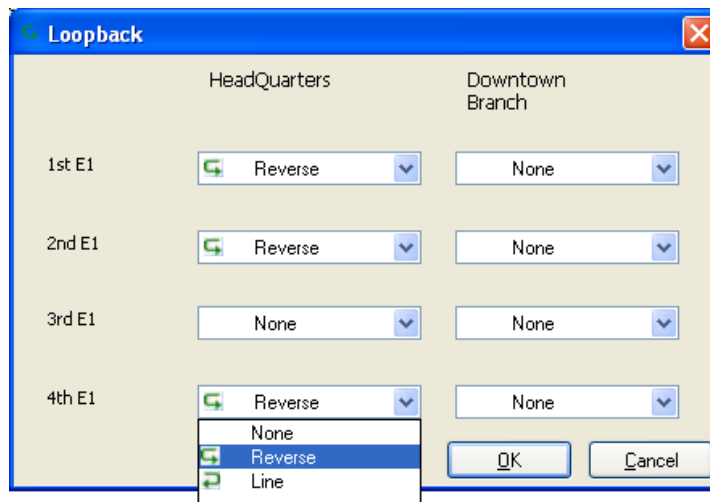 Loopback
HeadQuarters Downtown
Branch
1st E1 Reverse None
2nd E1 Reverse None
3rd E1 None None
4th E1 Reverse None
None
Reverse OK Cancel
Line